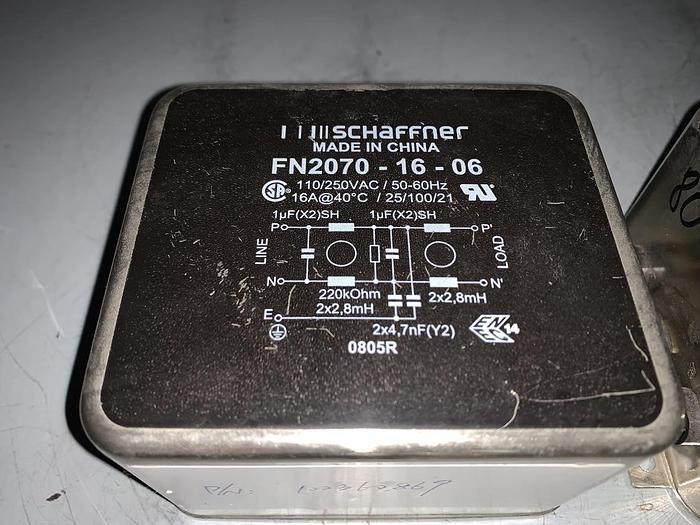 SCHAFFNER
MADE IN CHINA
FN2070 - 16 - 06
110/250VAC / 50-60Hz
16A@40°C / 25/100/21
1µF(X2)SH 1µF(X2)SH
P P'
LINE LOAD
N N'
220kOhm 2x2,8mH
2x2,8mH
E
2x4,7nF(Y2)
14
0805R
P/N: